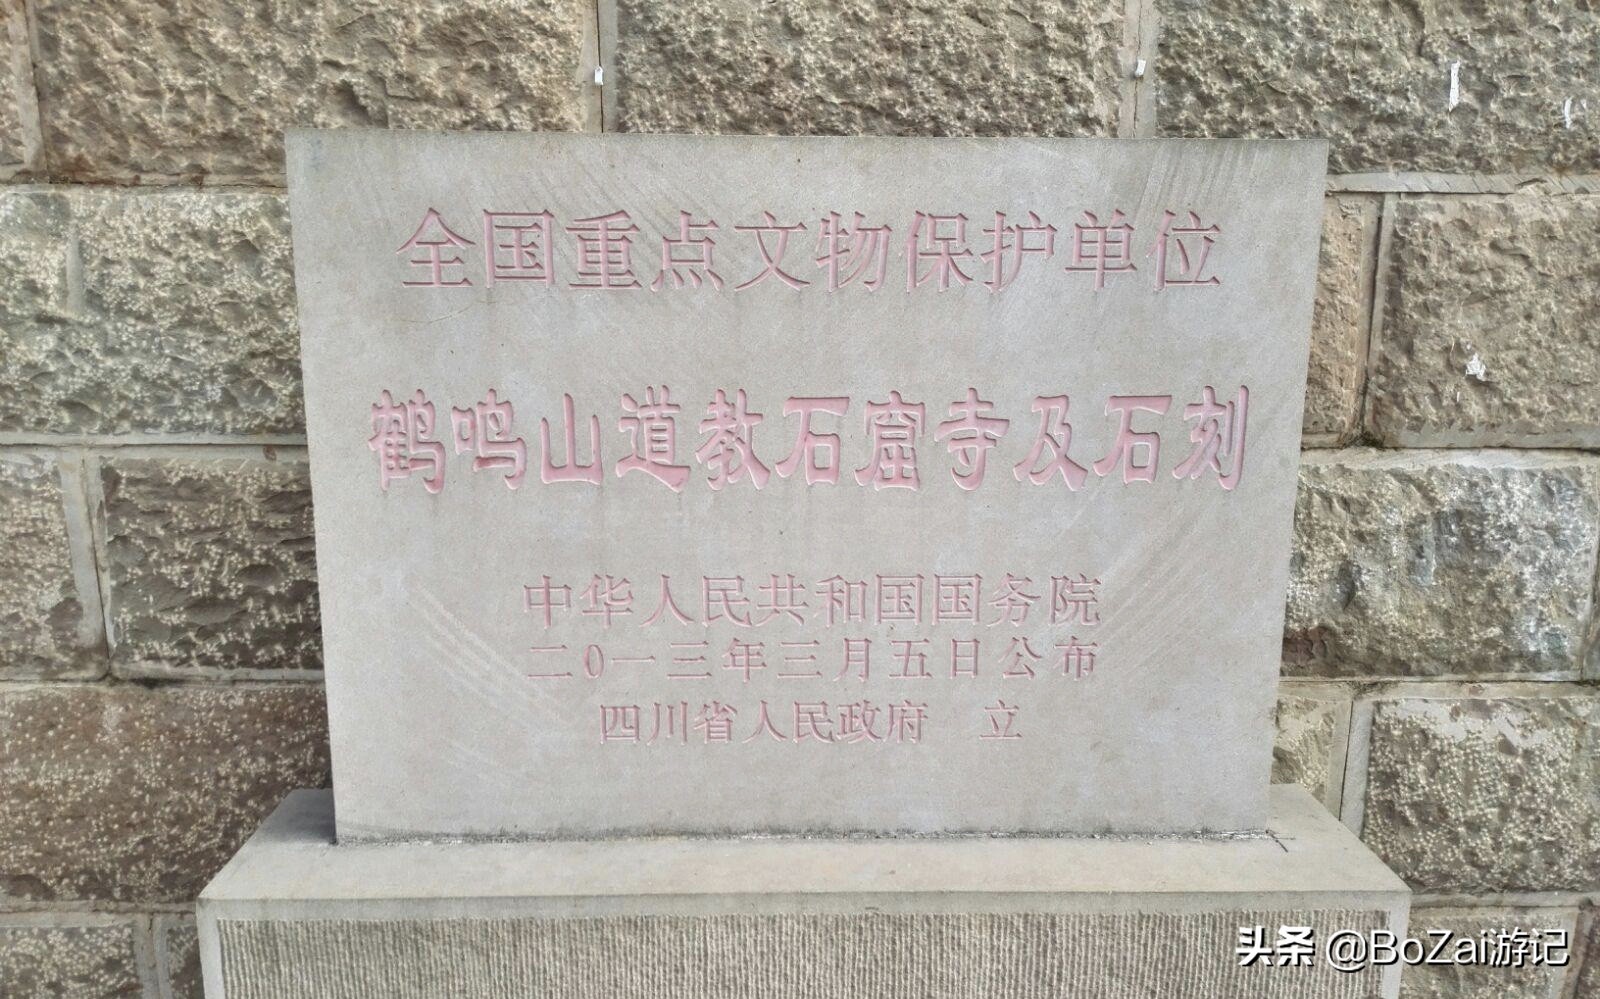 全国重点文物保护单位
鹤鸣山道教石窟寺及石刻
中华人民共和国国务院
二0一三年三月五日公布
四川省人民政府 立
头条 @BoZai游记